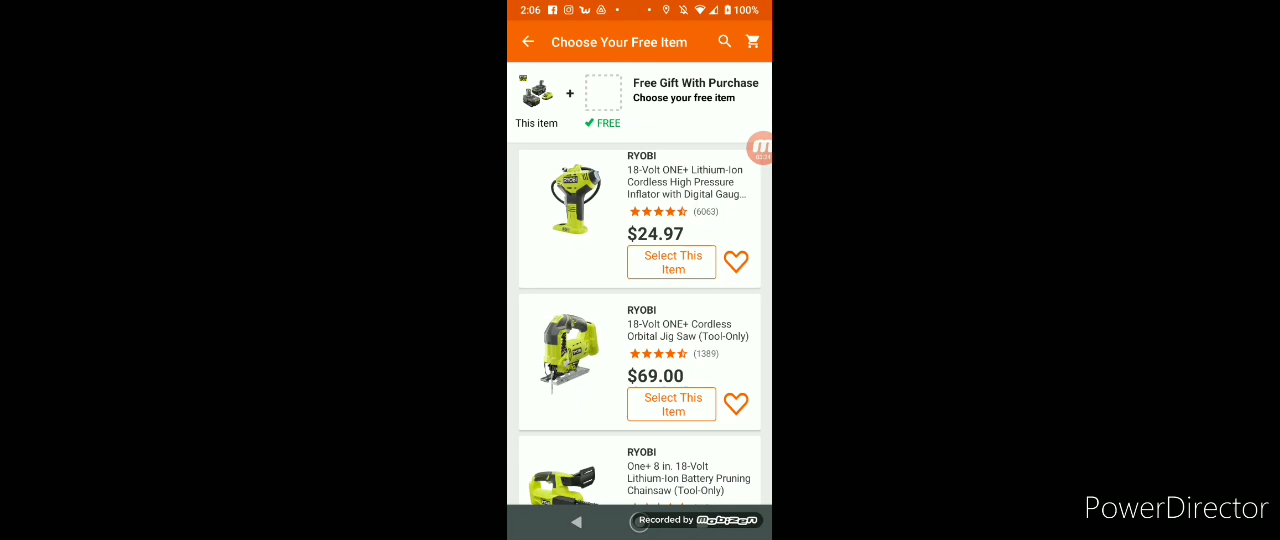 2:06
100%
Choose Your Free Item
Free Gift With Purchase
Choose your free item
+
This item
FREE
02:24
RYOBI
18-Volt ONE+ Lithium-Ion
Cordless High Pressure
Inflator with Digital Gaug...
(6063)
$24.97
Select This
Item
RYOBI
18-Volt ONE+ Cordless
Orbital Jig Saw (Tool-Only)
(1389)
$69.00
Select This
Item
RYOBI
One+ 8 in. 18-Volt
Lithium-Ion Battery Pruning
Chainsaw (Tool-Only)
Recorded by mobizen
PowerDirector